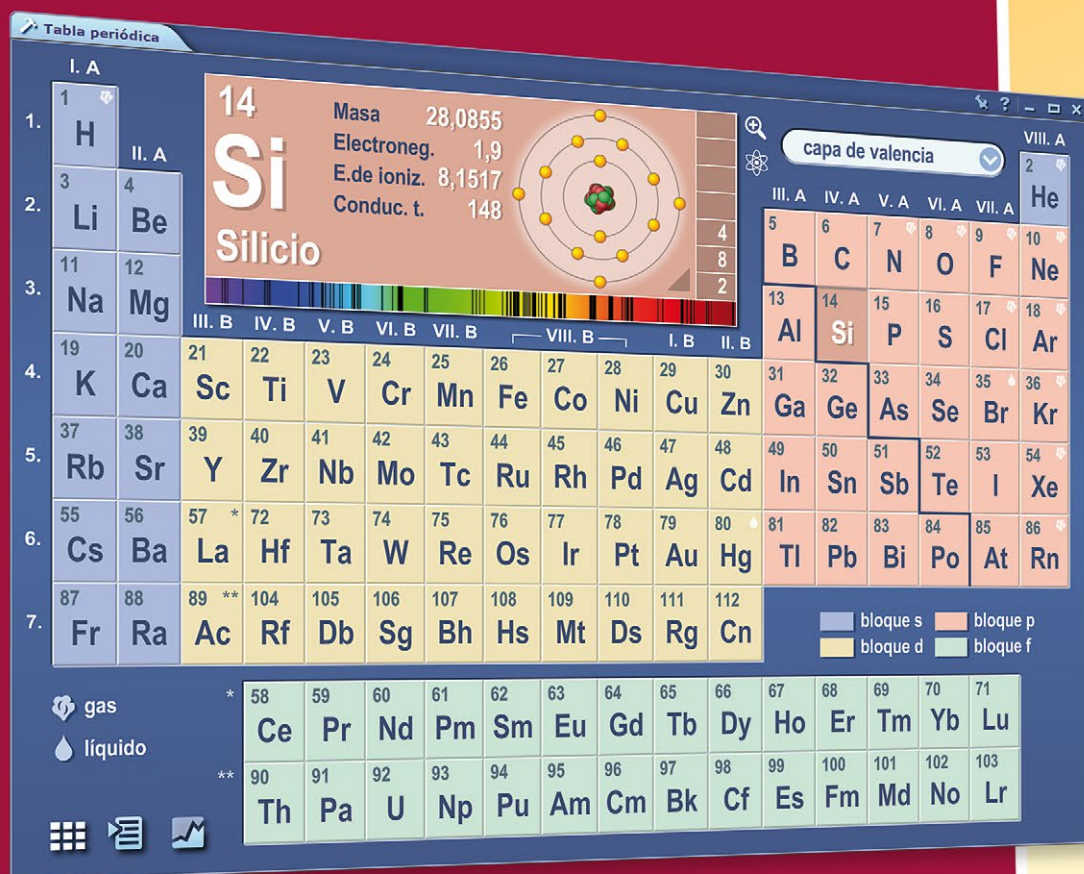 Tabla periódica
?
I. A
II. A
III. B
IV. B
V. B
VI. B
VII. B
VIII. B
I. B
II. B
III. A
IV. A
V. A
VI. A
VII. A
VIII. A
14
Si
Silicio
Masa 28,0855
Electroneg. 1,9
E.de ioniz. 8,1517
Conduc. t. 148
4
8
2
capa de valencia
1.
1 H
2 He
2.
3 Li
4 Be
5 B
6 C
7 N
8 O
9 F
10 Ne
3.
11 Na
12 Mg
13 Al
14 Si
15 P
16 S
17 Cl
18 Ar
4.
19 K
20 Ca
21 Sc
22 Ti
23 V
24 Cr
25 Mn
26 Fe
27 Co
28 Ni
29 Cu
30 Zn
31 Ga
32 Ge
33 As
34 Se
35 Br
36 Kr
5.
37 Rb
38 Sr
39 Y
40 Zr
41 Nb
42 Mo
43 Tc
44 Ru
45 Rh
46 Pd
47 Ag
48 Cd
49 In
50 Sn
51 Sb
52 Te
53 I
54 Xe
6.
55 Cs
56 Ba
57 * La
72 Hf
73 Ta
74 W
75 Re
76 Os
77 Ir
78 Pt
79 Au
80 Hg
81 Tl
82 Pb
83 Bi
84 Po
85 At
86 Rn
7.
87 Fr
88 Ra
89 ** Ac
104 Rf
105 Db
106 Sg
107 Bh
108 Hs
109 Mt
110 Ds
111 Rg
112 Cn
bloque s
bloque p
bloque d
bloque f
gas
líquido
*
58 Ce
59 Pr
60 Nd
61 Pm
62 Sm
63 Eu
64 Gd
65 Tb
66 Dy
67 Ho
68 Er
69 Tm
70 Yb
71 Lu
**
90 Th
91 Pa
92 U
93 Np
94 Pu
95 Am
96 Cm
97 Bk
98 Cf
99 Es
100 Fm
101 Md
102 No
103 Lr